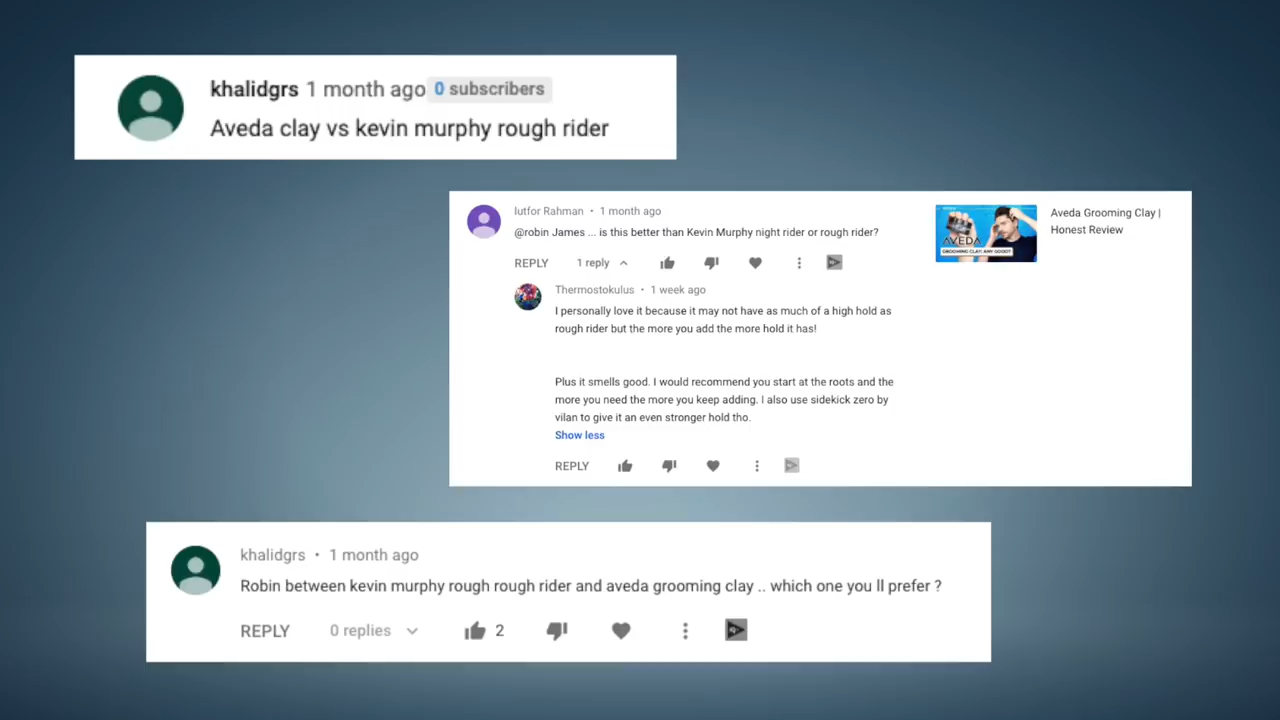 khalidgrs 1 month ago 0 subscribers
Aveda clay vs kevin murphy rough rider
lutfor Rahman • 1 month ago
@robin James ... is this better than Kevin Murphy night rider or rough rider?
REPLY 1 reply
AVEDA
GROOMING CLAY: ANY GOOD?
Aveda Grooming Clay |
Honest Review
Thermostokulus • 1 week ago
I personally love it because it may not have as much of a high hold as
rough rider but the more you add the more hold it has!
Plus it smells good. I would recommend you start at the roots and the
more you need the more you keep adding. I also use sidekick zero by
vilan to give it an even stronger hold tho.
Show less
REPLY
khalidgrs • 1 month ago
Robin between kevin murphy rough rough rider and aveda grooming clay .. which one you ll prefer ?
REPLY 0 replies 2